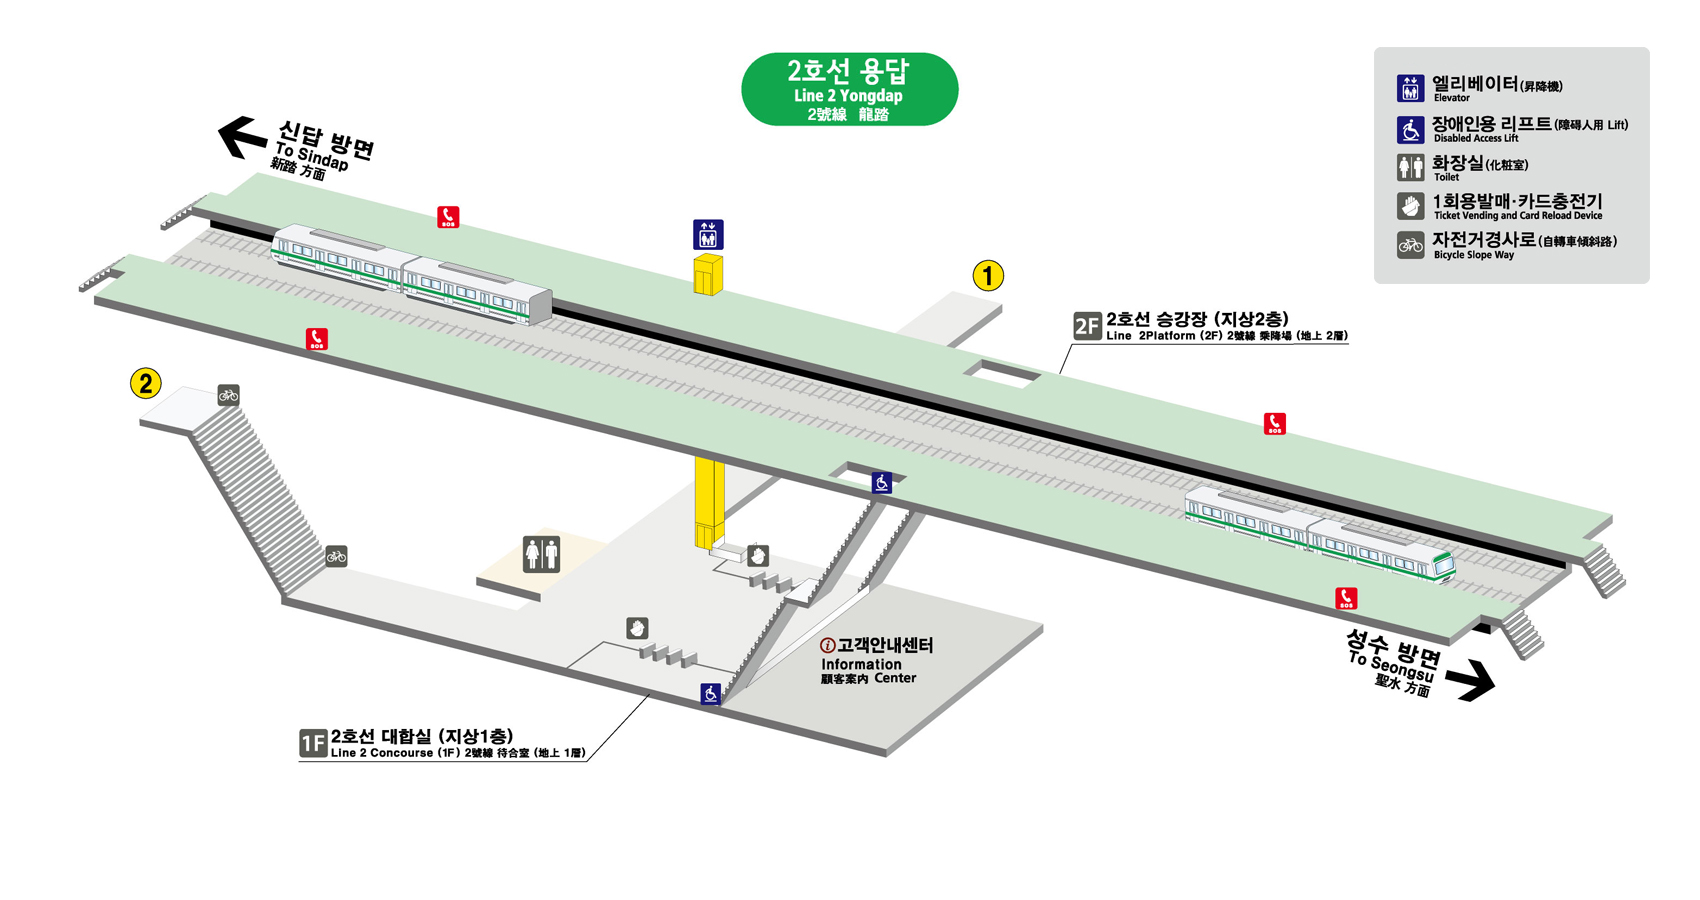 2호선 용답
Line 2 Yongdap
2號線 龍踏
신답 방면
To Sindap
新踏 方面
엘리베이터(昇降機)
Elevator
장애인용 리프트(障碍人用 Lift)
Disabled Access Lift
화장실(化粧室)
Toilet
1회용발매·카드충전기
Ticket Vending and Card Reload Device
자전거경사로(自轉車傾斜路)
Bicycle Slope Way
SOS
1
2F 2호선 승강장 (지상2층)
Line 2Platform (2F) 2號線 乘降場 (地上 2層)
SOS
2
SOS
SOS
i 고객안내센터
Information
顧客案內 Center
성수 방면
To Seongsu
聖水 方面
1F 2호선 대합실 (지상1층)
Line 2 Concourse (1F) 2號線 待合室 (地上 1層)